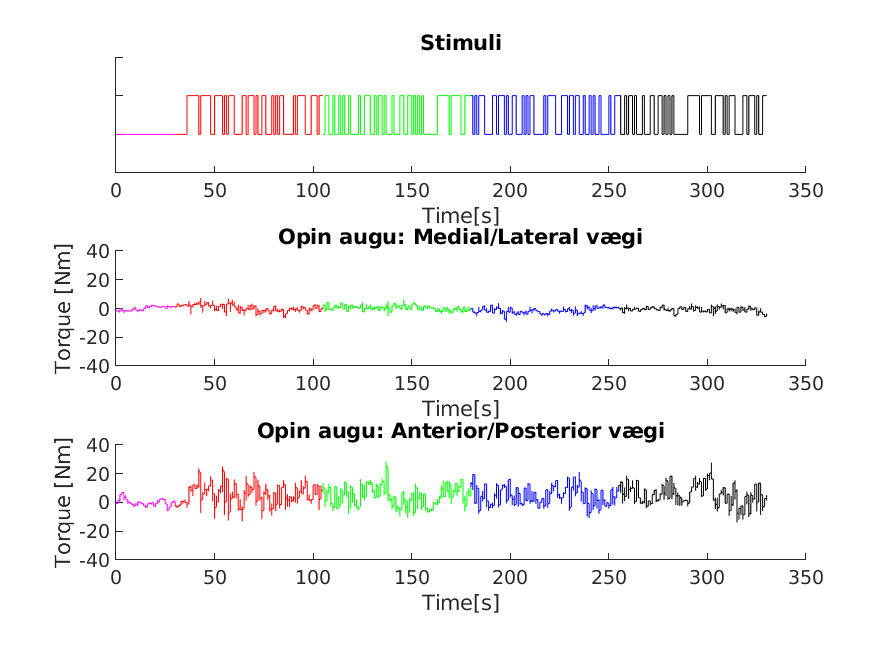 Stimuli
0 50 100 150 200 250 300 350
Time[s]
Opin augu: Medial/Lateral vægi
Torque [Nm]
40
20
0
-20
-40
0 50 100 150 200 250 300 350
Time[s]
Opin augu: Anterior/Posterior vægi
Torque [Nm]
40
20
0
-20
-40
0 50 100 150 200 250 300 350
Time[s]